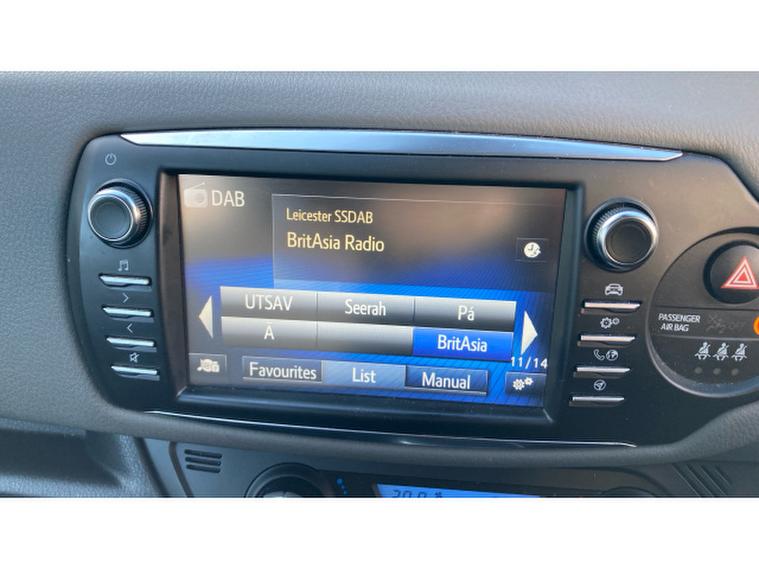 DAB
Leicester SSDAB
BritAsia Radio
UTSAV Seerah Pá
Ā BritAsia
11/14
Favourites List Manual
PASSENGER
AIR BAG